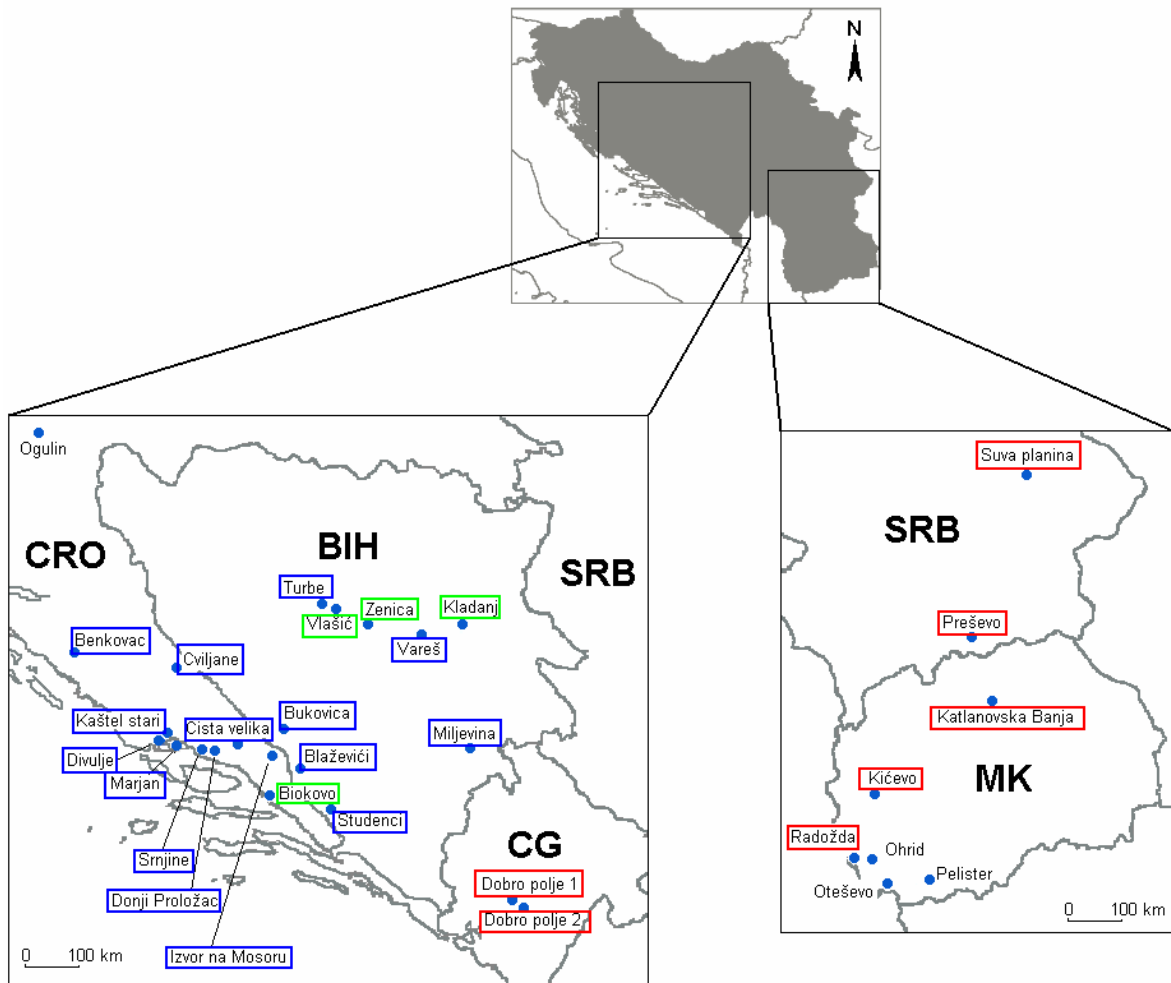 N
Ogulin
CRO
BIH
SRB
Turbe
Vlašić
Zenica
Kladanj
Vareš
Benkovac
Cviljane
Kaštel stari
Cista velika
Bukovica
Miljevina
Divulje
Blaževići
Marjan
Biokovo
Studenci
Srnjine
CG
Donji Proložac
Dobro polje 1
Dobro polje 2
Izvor na Mosoru
0 100 km
Suva planina
SRB
Preševo
Katlanovska Banja
Kićevo
MK
Radožda
Ohrid
Oteševo
Pelister
0 100 km